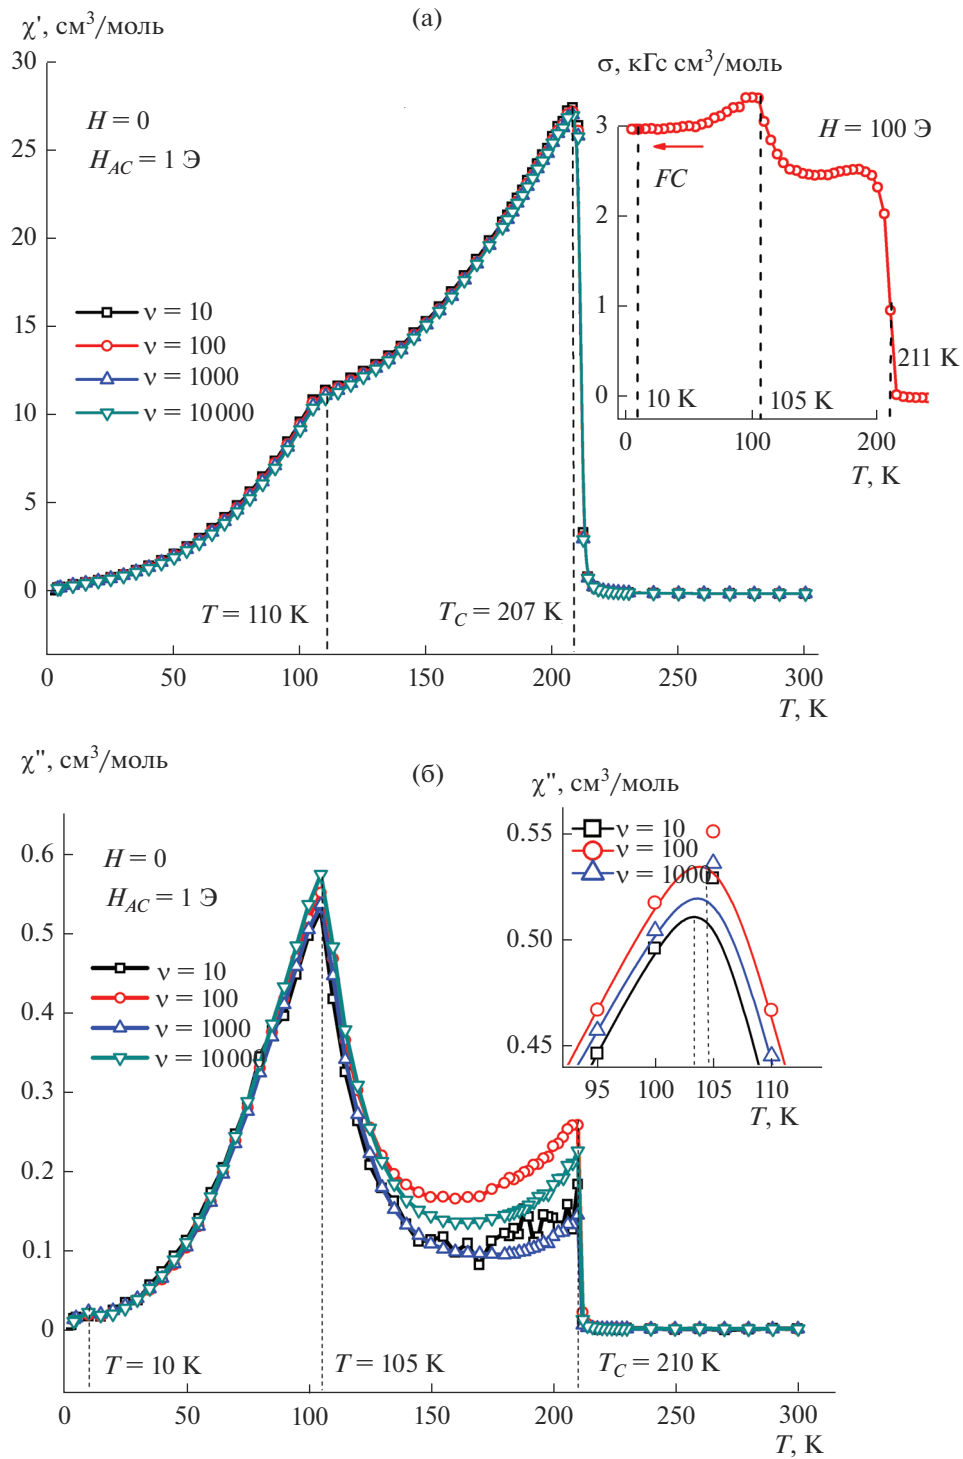 χ', см³/моль
(а)
30
25
20
15
10
5
0
H = 0
H_AC = 1 Э
ν = 10
ν = 100
ν = 1000
ν = 10000
T = 110 K
T_C = 207 K
0 50 100 150 200 250 300
T, K
σ, кГс см³/моль
3
2
1
0
H = 100 Э
FC
10 K
105 K
211 K
0 100 200
T, K
χ'', см³/моль
(б)
0.6
0.5
0.4
0.3
0.2
0.1
0
H = 0
H_AC = 1 Э
ν = 10
ν = 100
ν = 1000
ν = 10000
T = 10 K
T = 105 K
T_C = 210 K
0 50 100 150 200 250 300
T, K
χ'', см³/моль
0.55
0.50
0.45
ν = 10
ν = 100
ν = 1000
95 100 105 110
T, K